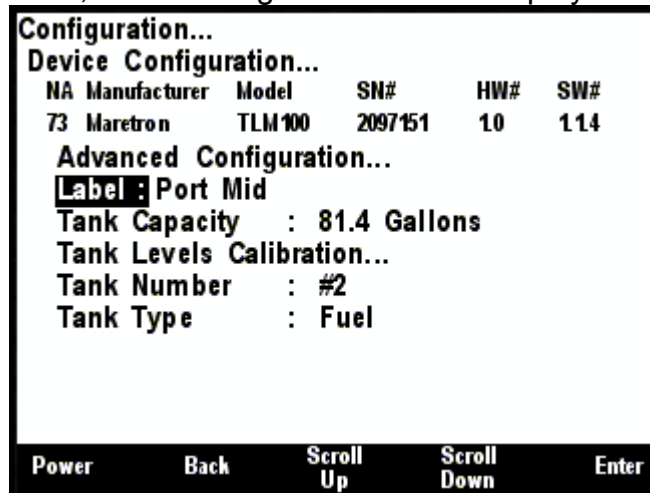 Configuration...
Device Configuration...
NA Manufacturer Model SN# HW# SW#
73 Maretron TLM100 2097151 1.0 1.1.4
Advanced Configuration...
Label : Port Mid
Tank Capacity : 81.4 Gallons
Tank Levels Calibration...
Tank Number : #2
Tank Type : Fuel
Power Back Scroll Up Scroll Down Enter